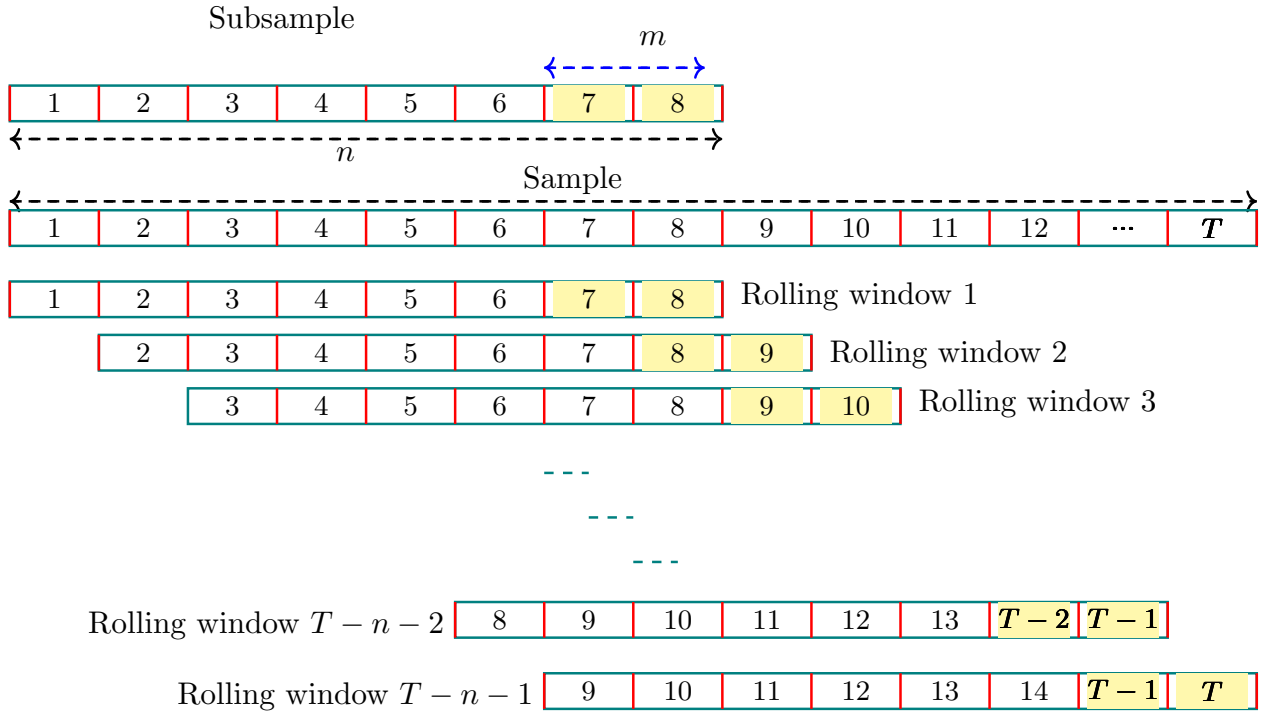 Subsample
m
1 2 3 4 5 6 7 8
n
Sample
1 2 3 4 5 6 7 8 9 10 11 12 ... T
1 2 3 4 5 6 7 8 Rolling window 1
2 3 4 5 6 7 8 9 Rolling window 2
3 4 5 6 7 8 9 10 Rolling window 3
Rolling window T − n − 2 8 9 10 11 12 13 T − 2 T − 1
Rolling window T − n − 1 9 10 11 12 13 14 T − 1 T